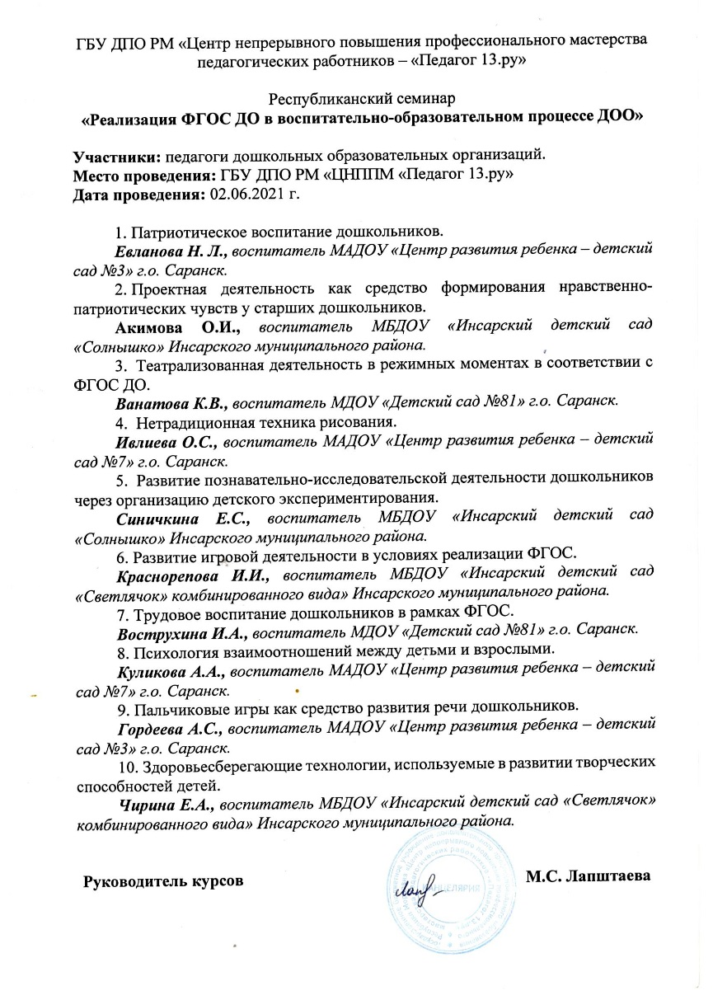 ГБУ ДПО РМ «Центр непрерывного повышения профессионального мастерства
педагогических работников – «Педагог 13.ру»
Республиканский семинар
«Реализация ФГОС ДО в воспитательно-образовательном процессе ДОО»
Участники: педагоги дошкольных образовательных организаций.
Место проведения: ГБУ ДПО РМ «ЦНППМ «Педагог 13.ру»
Дата проведения: 02.06.2021 г.
1. Патриотическое воспитание дошкольников.
Евланова Н. Л., воспитатель МАДОУ «Центр развития ребенка – детский
сад №3» г.о. Саранск.
2. Проектная деятельность как средство формирования нравственно-
патриотических чувств у старших дошкольников.
Акимова О.И., воспитатель МБДОУ «Инсарский детский сад
«Солнышко» Инсарского муниципального района.
3. Театрализованная деятельность в режимных моментах в соответствии с
ФГОС ДО.
Ванатова К.В., воспитатель МДОУ «Детский сад №81» г.о. Саранск.
4. Нетрадиционная техника рисования.
Ивлиева О.С., воспитатель МАДОУ «Центр развития ребенка – детский
сад №7» г.о. Саранск.
5. Развитие познавательно-исследовательской деятельности дошкольников
через организацию детского экспериментирования.
Синичкина Е.С., воспитатель МБДОУ «Инсарский детский сад
«Солнышко» Инсарского муниципального района.
6. Развитие игровой деятельности в условиях реализации ФГОС.
Краснорепова И.И., воспитатель МБДОУ «Инсарский детский сад
«Светлячок» комбинированного вида» Инсарского муниципального района.
7. Трудовое воспитание дошкольников в рамках ФГОС.
Вострухина И.А., воспитатель МДОУ «Детский сад №81» г.о. Саранск.
8. Психология взаимоотношений между детьми и взрослыми.
Куликова А.А., воспитатель МАДОУ «Центр развития ребенка – детский
сад №7» г.о. Саранск.
9. Пальчиковые игры как средство развития речи дошкольников.
Гордеева А.С., воспитатель МАДОУ «Центр развития ребенка – детский
сад №3» г.о. Саранск.
10. Здоровьесберегающие технологии, используемые в развитии творческих
способностей детей.
Чирина Е.А., воспитатель МБДОУ «Инсарский детский сад «Светлячок»
комбинированного вида» Инсарского муниципального района.
Руководитель курсов
КАНЦЕЛЯРИЯ
М.С. Лапштаева